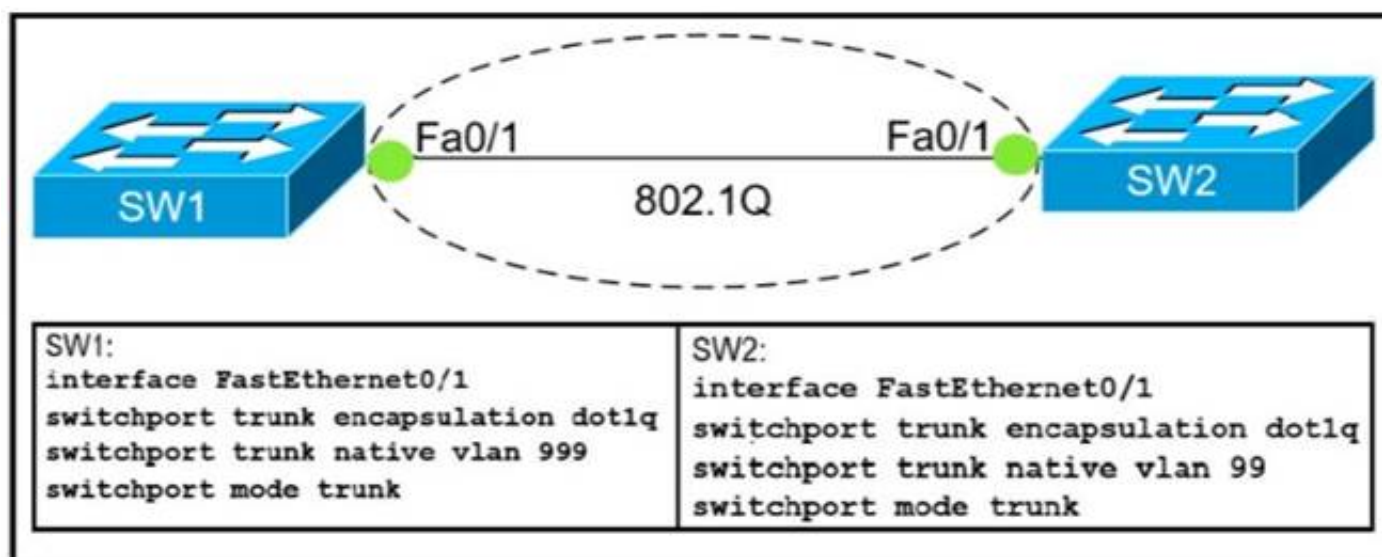 Fa0/1
Fa0/1
SW1
802.1Q
SW2
SW1:
interface FastEthernet0/1
switchport trunk encapsulation dot1q
switchport trunk native vlan 999
switchport mode trunk
SW2:
interface FastEthernet0/1
switchport trunk encapsulation dot1q
switchport trunk native vlan 99
switchport mode trunk